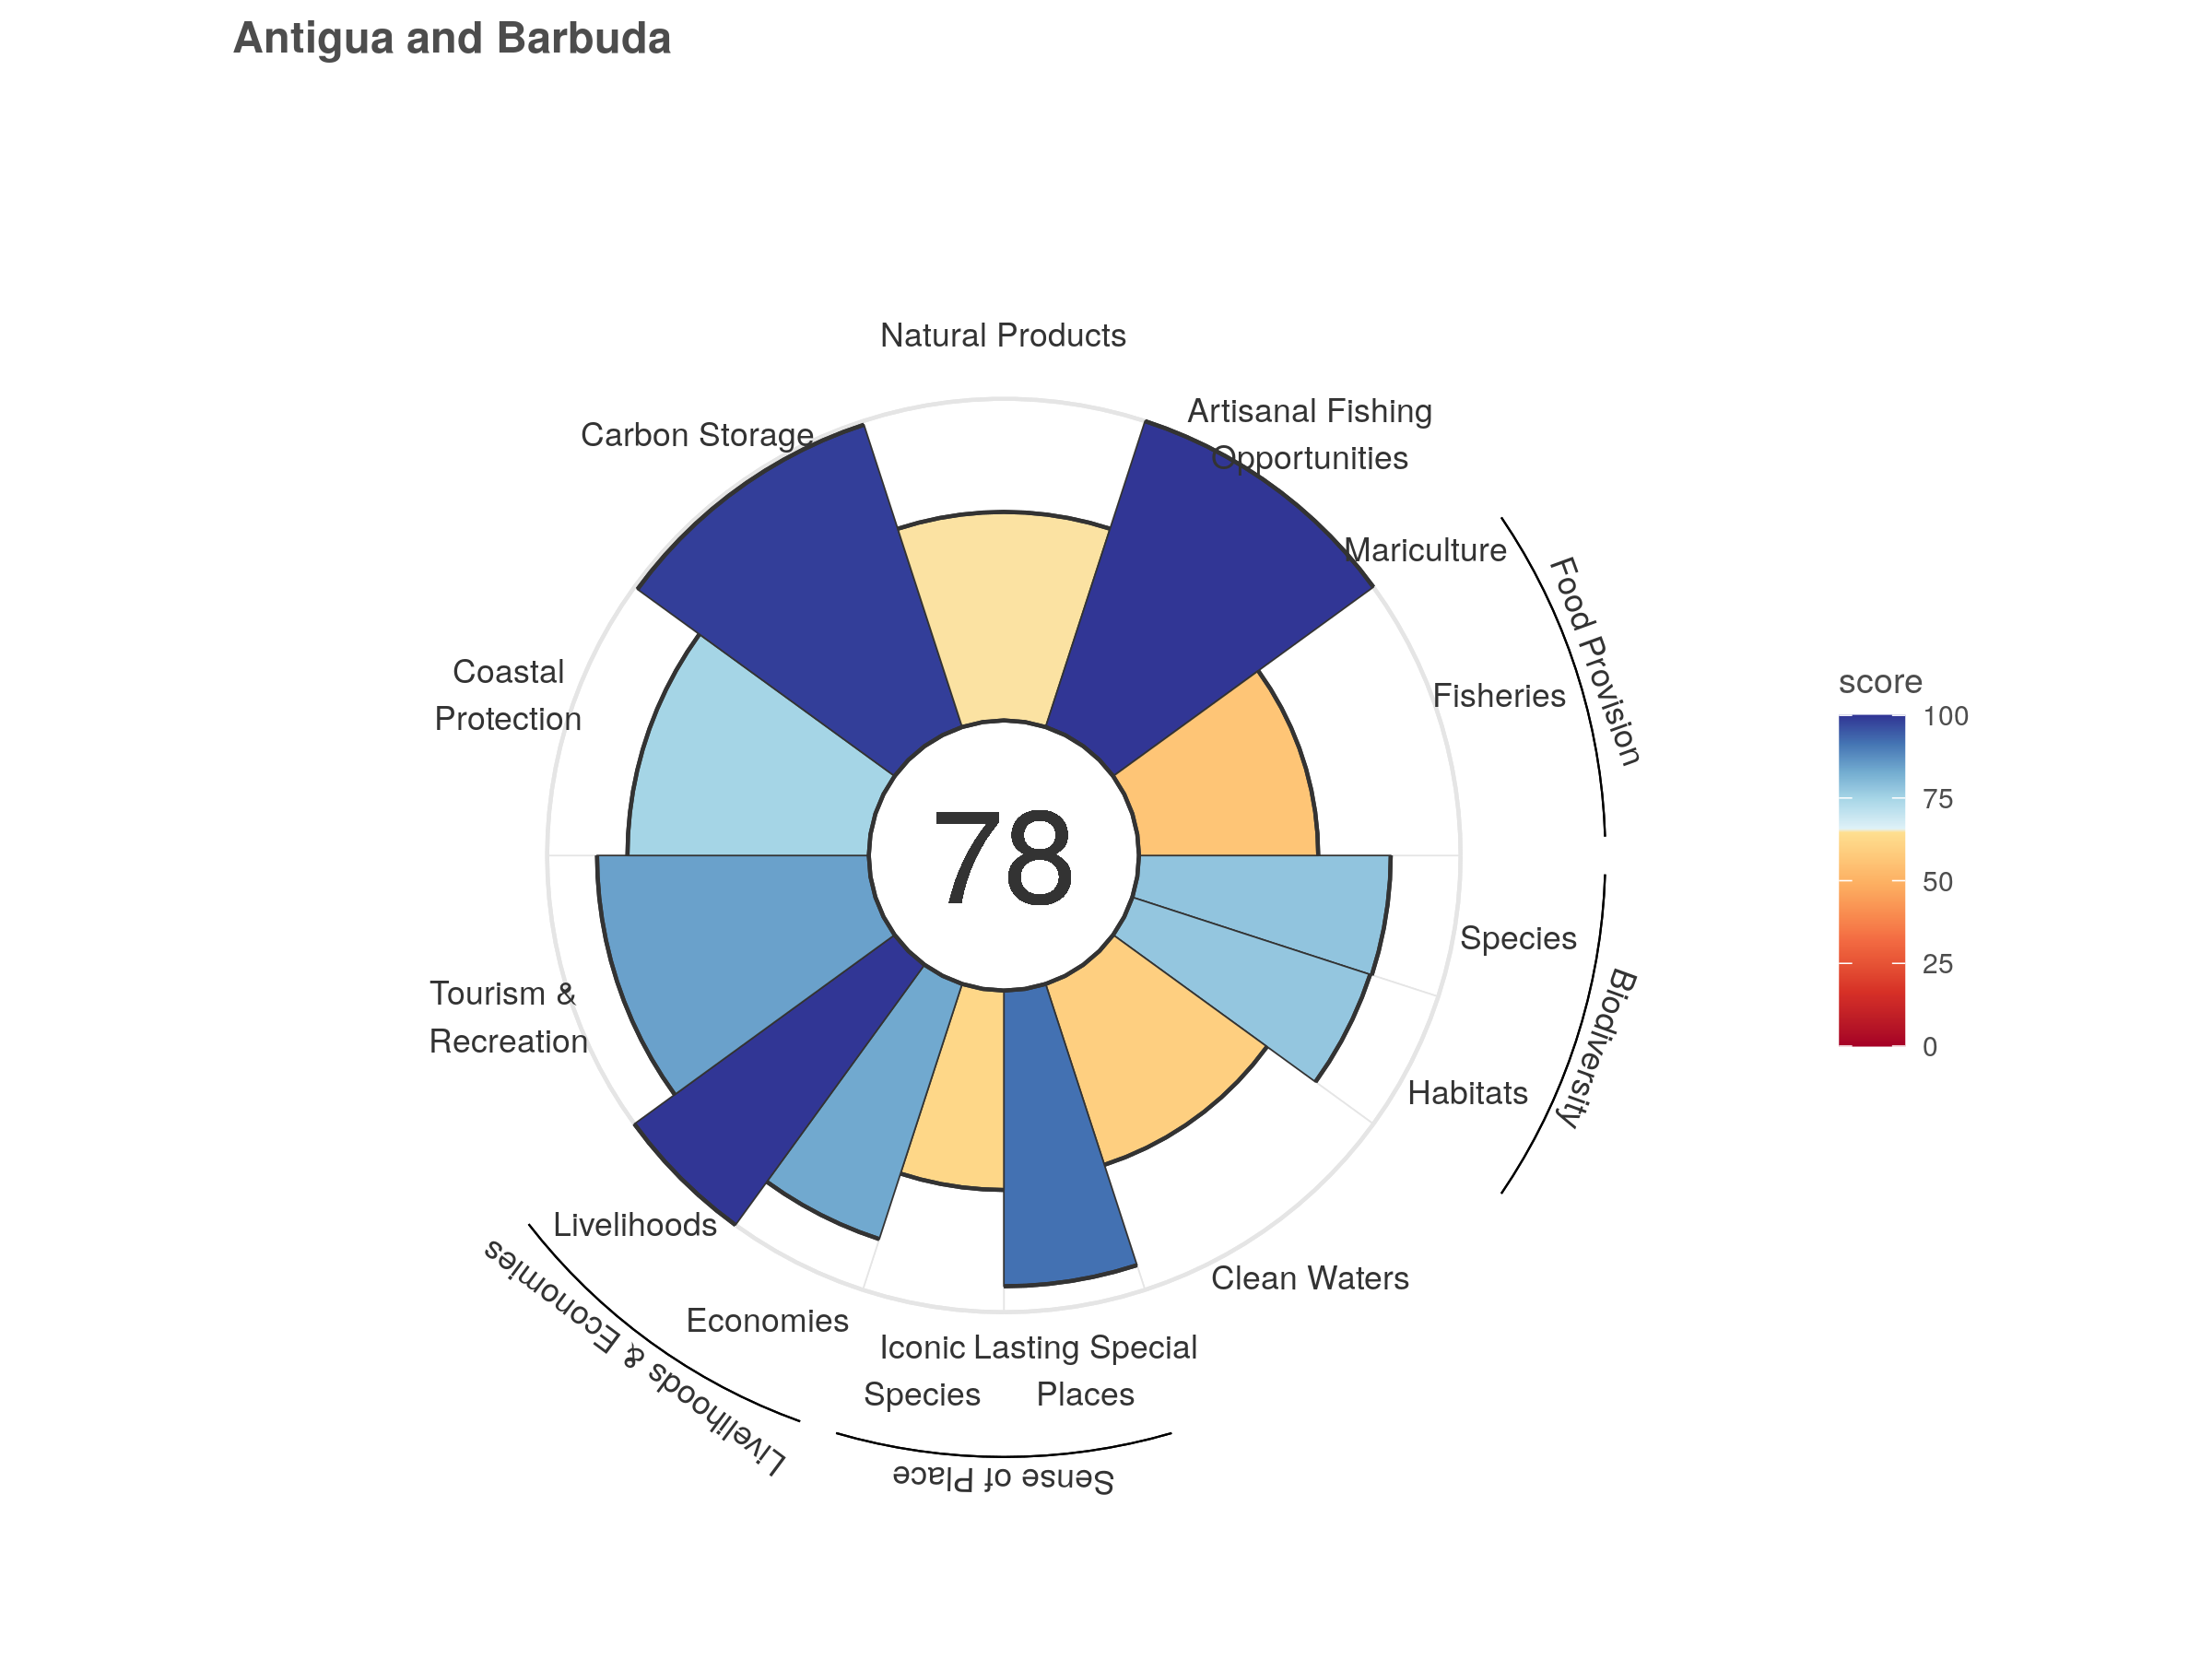 Antigua and Barbuda
Natural Products
Artisanal Fishing
Opportunities
Carbon Storage
Mariculture
Food Provision
Fisheries
Coastal
Protection
score
100
75
50
25
0
78
Species
Biodiversity
Habitats
Tourism &
Recreation
Livelihoods
Livelihoods & Economies
Economies
Clean Waters
Iconic
Species
Lasting Special
Places
Sense of Place